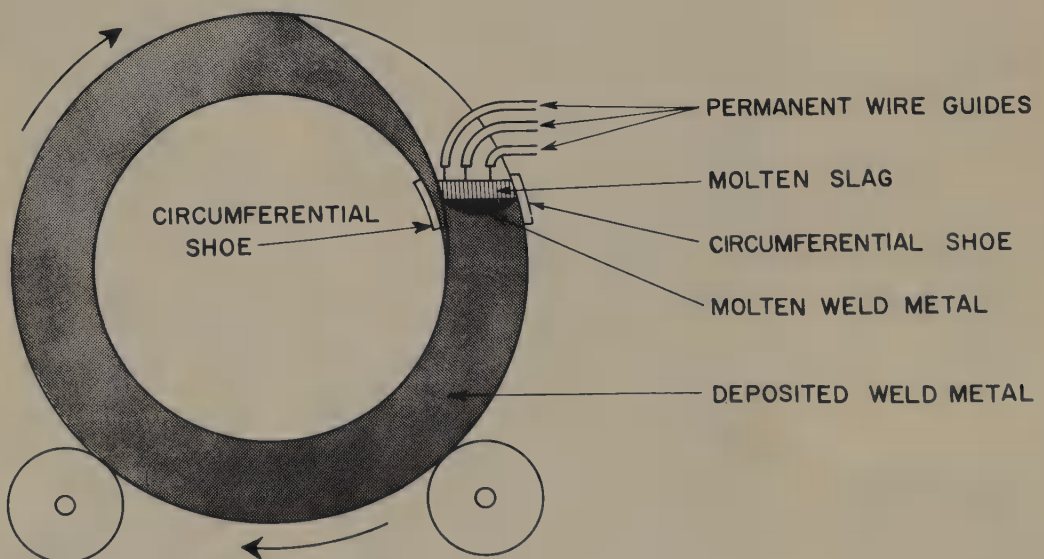 PERMANENT WIRE GUIDES
MOLTEN SLAG
CIRCUMFERENTIAL
SHOE
CIRCUMFERENTIAL SHOE
MOLTEN WELD METAL
DEPOSITED WELD METAL